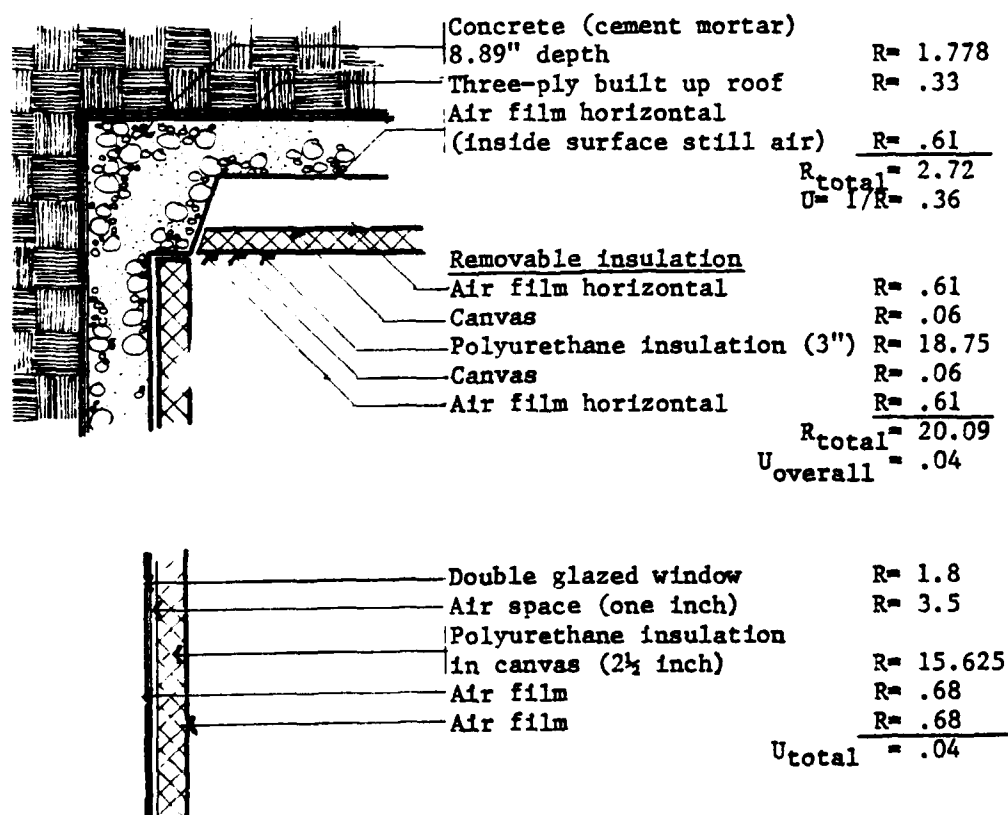 Concrete (cement mortar)
8.89" depth R= 1.778
Three-ply built up roof R= .33
Air film horizontal
(inside surface still air) R= .61
Rtotal= 2.72
U= 1/R= .36
Removable insulation
Air film horizontal R= .61
Canvas R= .06
Polyurethane insulation (3") R= 18.75
Canvas R= .06
Air film horizontal R= .61
Rtotal= 20.09
Uoverall = .04
Double glazed window R= 1.8
Air space (one inch) R= 3.5
Polyurethane insulation
in canvas (2½ inch) R= 15.625
Air film R= .68
Air film R= .68
Utotal = .04